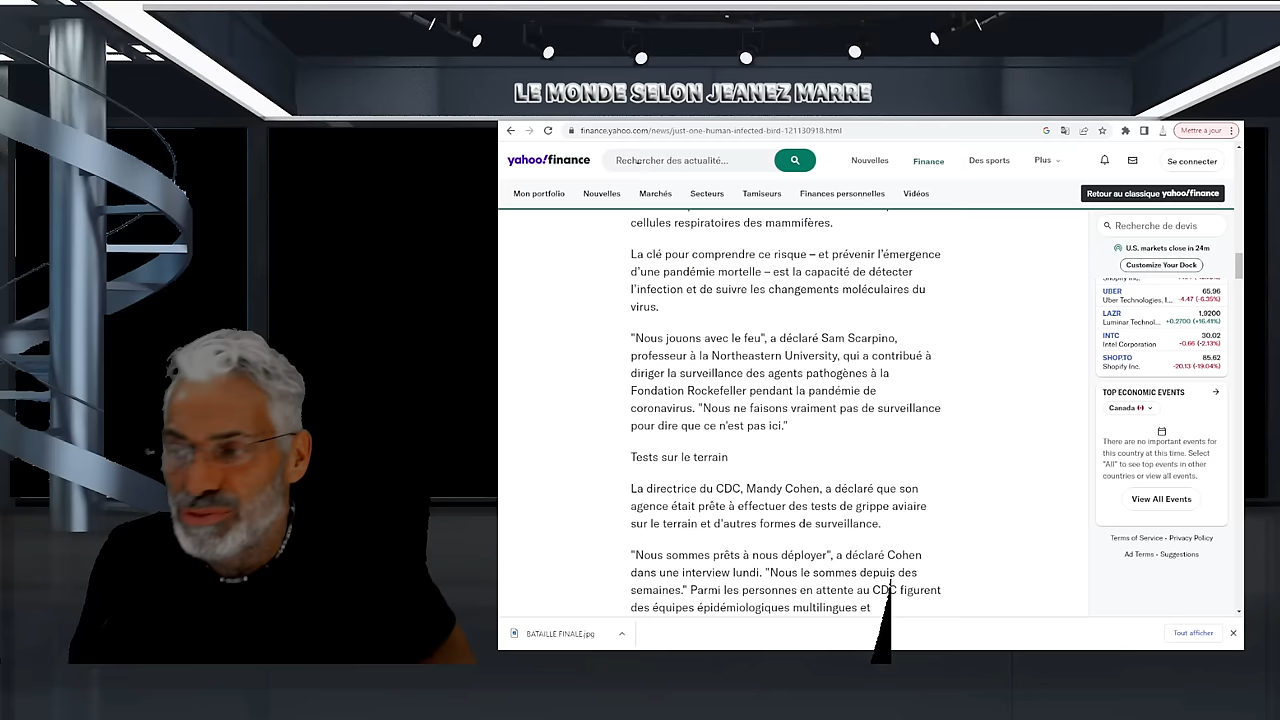 LE MONDE SELON JEANEZ MARRE
finance.yahoo.com/news/just-one-human-infected-bird-121130918.html
Mettre à jour
yahoo!finance
Rechercher des actualité...
Nouvelles
Finance
Des sports
Plus
Se connecter
Mon portfolio
Nouvelles
Marchés
Secteurs
Tamiseurs
Finances personnelles
Vidéos
Retour au classique yahoo!finance
cellules respiratoires des mammifères.
La clé pour comprendre ce risque – et prévenir l'émergence
d'une pandémie mortelle – est la capacité de détecter
l'infection et de suivre les changements moléculaires du
virus.
"Nous jouons avec le feu", a déclaré Sam Scarpino,
professeur à la Northeastern University, qui a contribué à
diriger la surveillance des agents pathogènes à la
Fondation Rockefeller pendant la pandémie de
coronavirus. "Nous ne faisons vraiment pas de surveillance
pour dire que ce n'est pas ici."
Tests sur le terrain
La directrice du CDC, Mandy Cohen, a déclaré que son
agence était prête à effectuer des tests de grippe aviaire
sur le terrain et d'autres formes de surveillance.
"Nous sommes prêts à nous déployer", a déclaré Cohen
dans une interview lundi. "Nous le sommes depuis des
semaines." Parmi les personnes en attente au CDC figurent
des équipes épidémiologiques multilingues et
Recherche de devis
U.S. markets close in 24m
Customize Your Dock
Shopify Inc.
UBER 65.96
Uber Technologies, I... -4.47 (-6.35%)
LAZR 1.9200
Luminar Technol... +0.2700 (+16.41%)
INTC 30.02
Intel Corporation -0.66 (-2.13%)
SHOP.TO 85.62
Shopify Inc. -20.13 (-19.04%)
TOP ECONOMIC EVENTS
Canada
There are no important events for
this country at this time. Select
"All" to see top events in other
countries or view all events.
View All Events
Terms of Service • Privacy Policy
Ad Terms • Suggestions
BATAILLE FINALE.jpg
Tout afficher